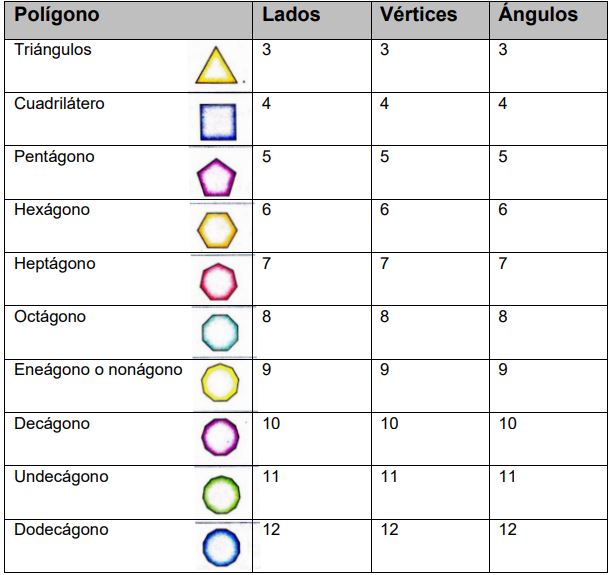 Polígono Lados Vértices Ángulos
Triángulos 3 3 3
Cuadrilátero 4 4 4
Pentágono 5 5 5
Hexágono 6 6 6
Heptágono 7 7 7
Octágono 8 8 8
Eneágono o nonágono 9 9 9
Decágono 10 10 10
Undecágono 11 11 11
Dodecágono 12 12 12